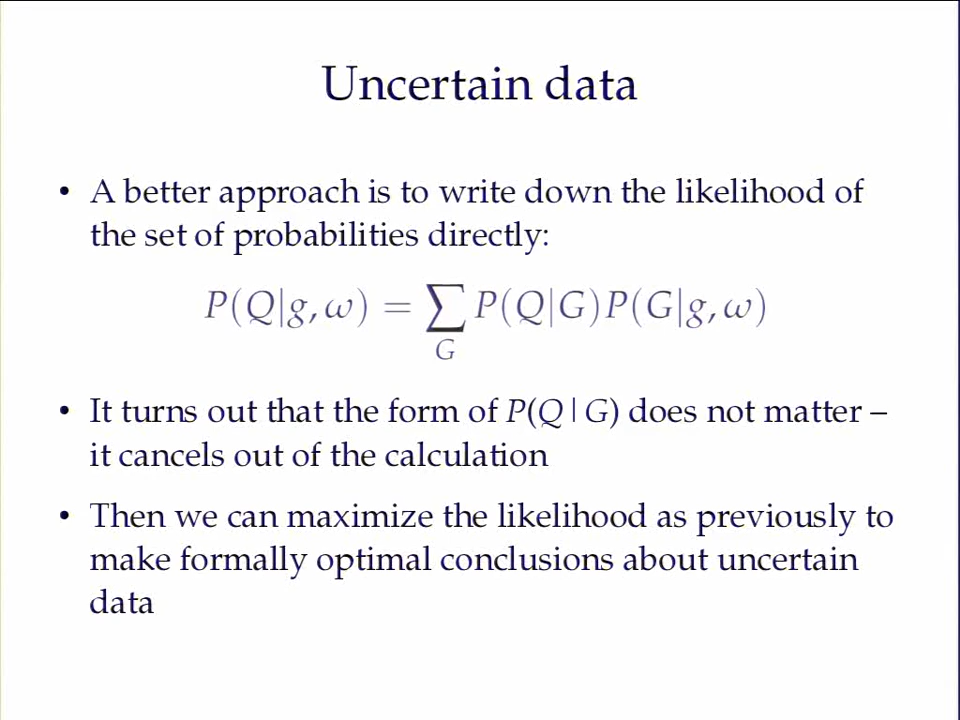 Uncertain data
• A better approach is to write down the likelihood of
the set of probabilities directly:
P(Q|g, ω) = ∑ P(Q|G)P(G|g, ω)
G
• It turns out that the form of P(Q|G) does not matter –
it cancels out of the calculation
• Then we can maximize the likelihood as previously to
make formally optimal conclusions about uncertain
data